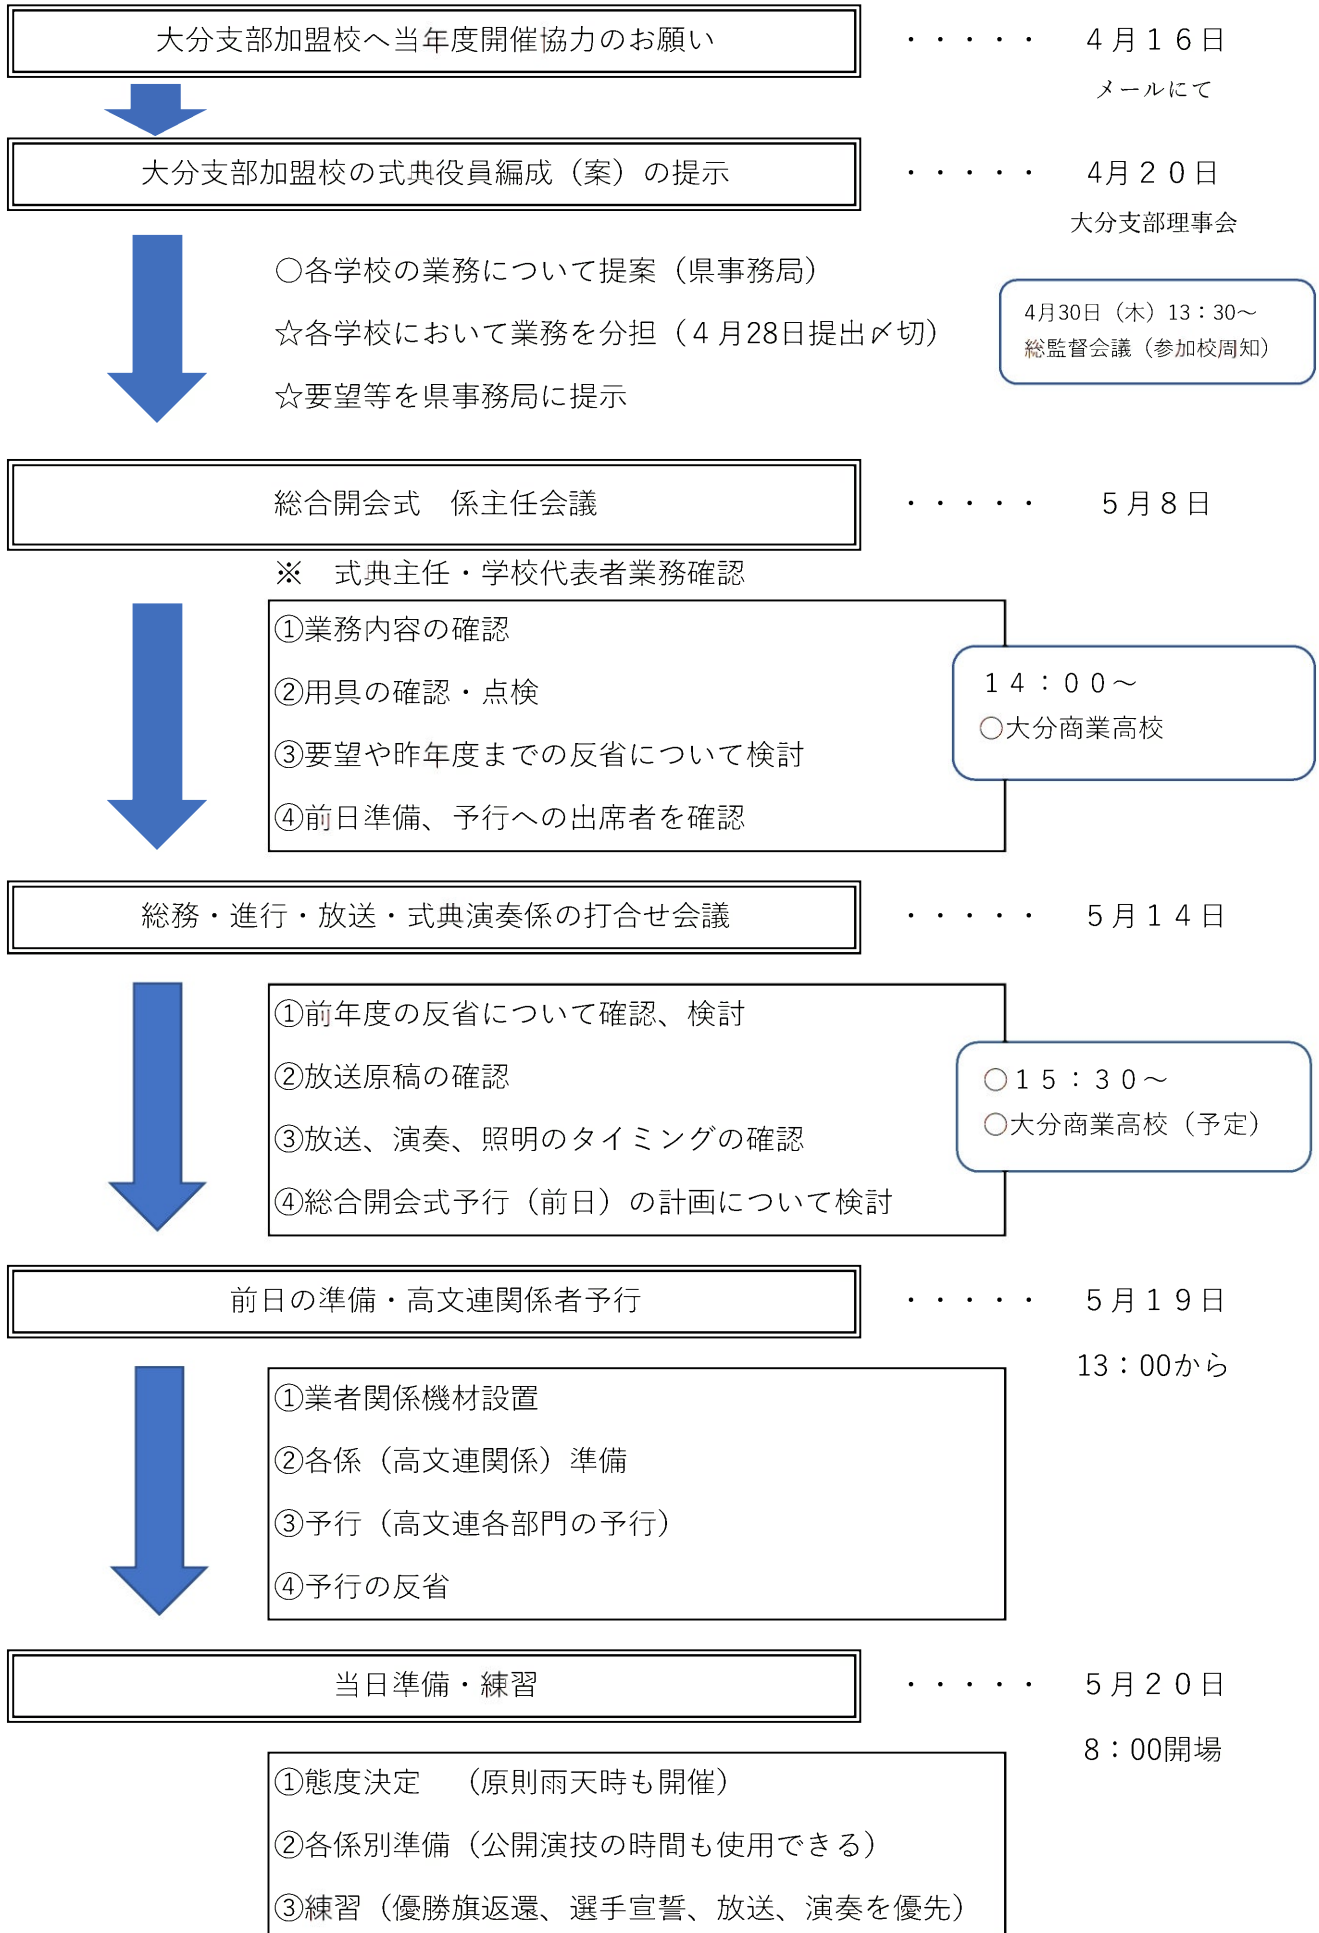 大分支部加盟校へ当年度開催協力のお願い ・・・・・ ４月１６日
メールにて
大分支部加盟校の式典役員編成（案）の提示 ・・・・・ 4月２０日
大分支部理事会
○各学校の業務について提案（県事務局）
☆各学校において業務を分担（４月28日提出〆切）
☆要望等を県事務局に提示
4月30日（木）13：30～
総監督会議（参加校周知）
総合開会式　係主任会議 ・・・・・ ５月８日
※　式典主任・学校代表者業務確認
①業務内容の確認
②用具の確認・点検
③要望や昨年度までの反省について検討
④前日準備、予行への出席者を確認
１４：００～
○大分商業高校
総務・進行・放送・式典演奏係の打合せ会議 ・・・・・ ５月１４日
①前年度の反省について確認、検討
②放送原稿の確認
③放送、演奏、照明のタイミングの確認
④総合開会式予行（前日）の計画について検討
○１５：３０～
○大分商業高校（予定）
前日の準備・高文連関係者予行 ・・・・・ ５月１９日
13：00から
①業者関係機材設置
②各係（高文連関係）準備
③予行（高文連各部門の予行）
④予行の反省
当日準備・練習 ・・・・・ ５月２０日
8：00開場
①態度決定　（原則雨天時も開催）
②各係別準備（公開演技の時間も使用できる）
③練習（優勝旗返還、選手宣誓、放送、演奏を優先）